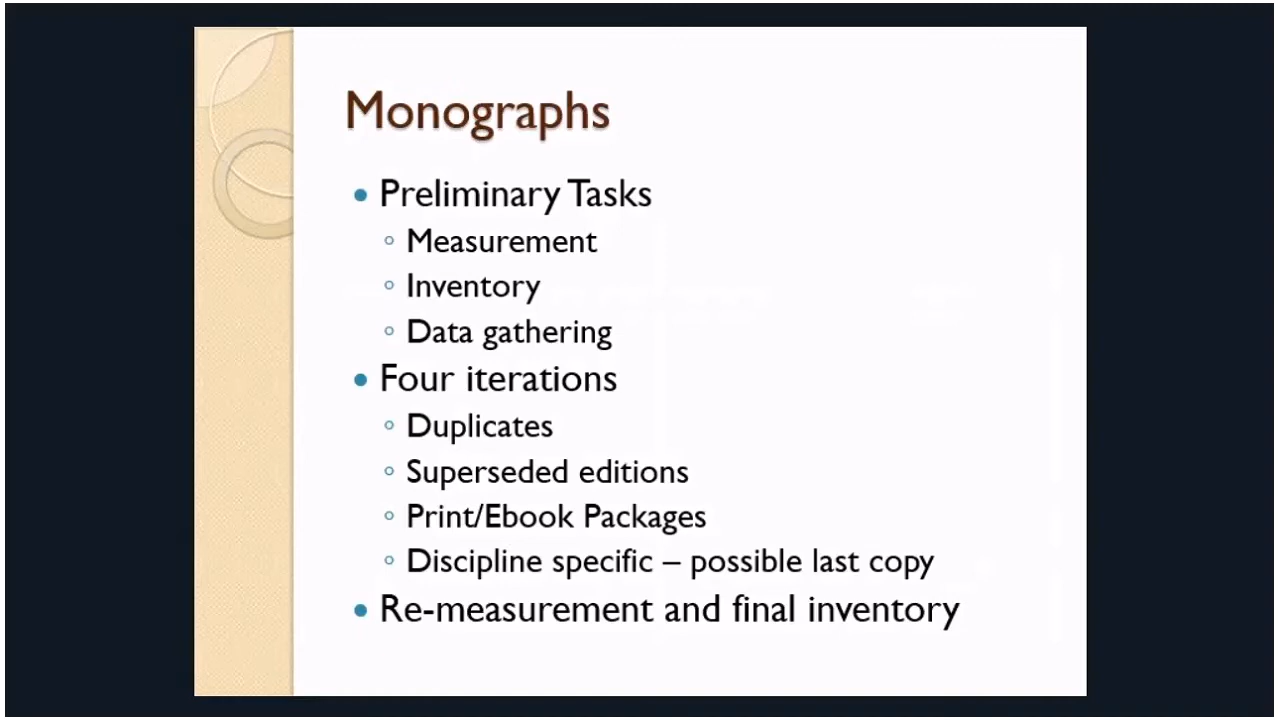 Monographs
Preliminary Tasks
Measurement
Inventory
Data gathering
Four iterations
Duplicates
Superseded editions
Print/Ebook Packages
Discipline specific – possible last copy
Re-measurement and final inventory